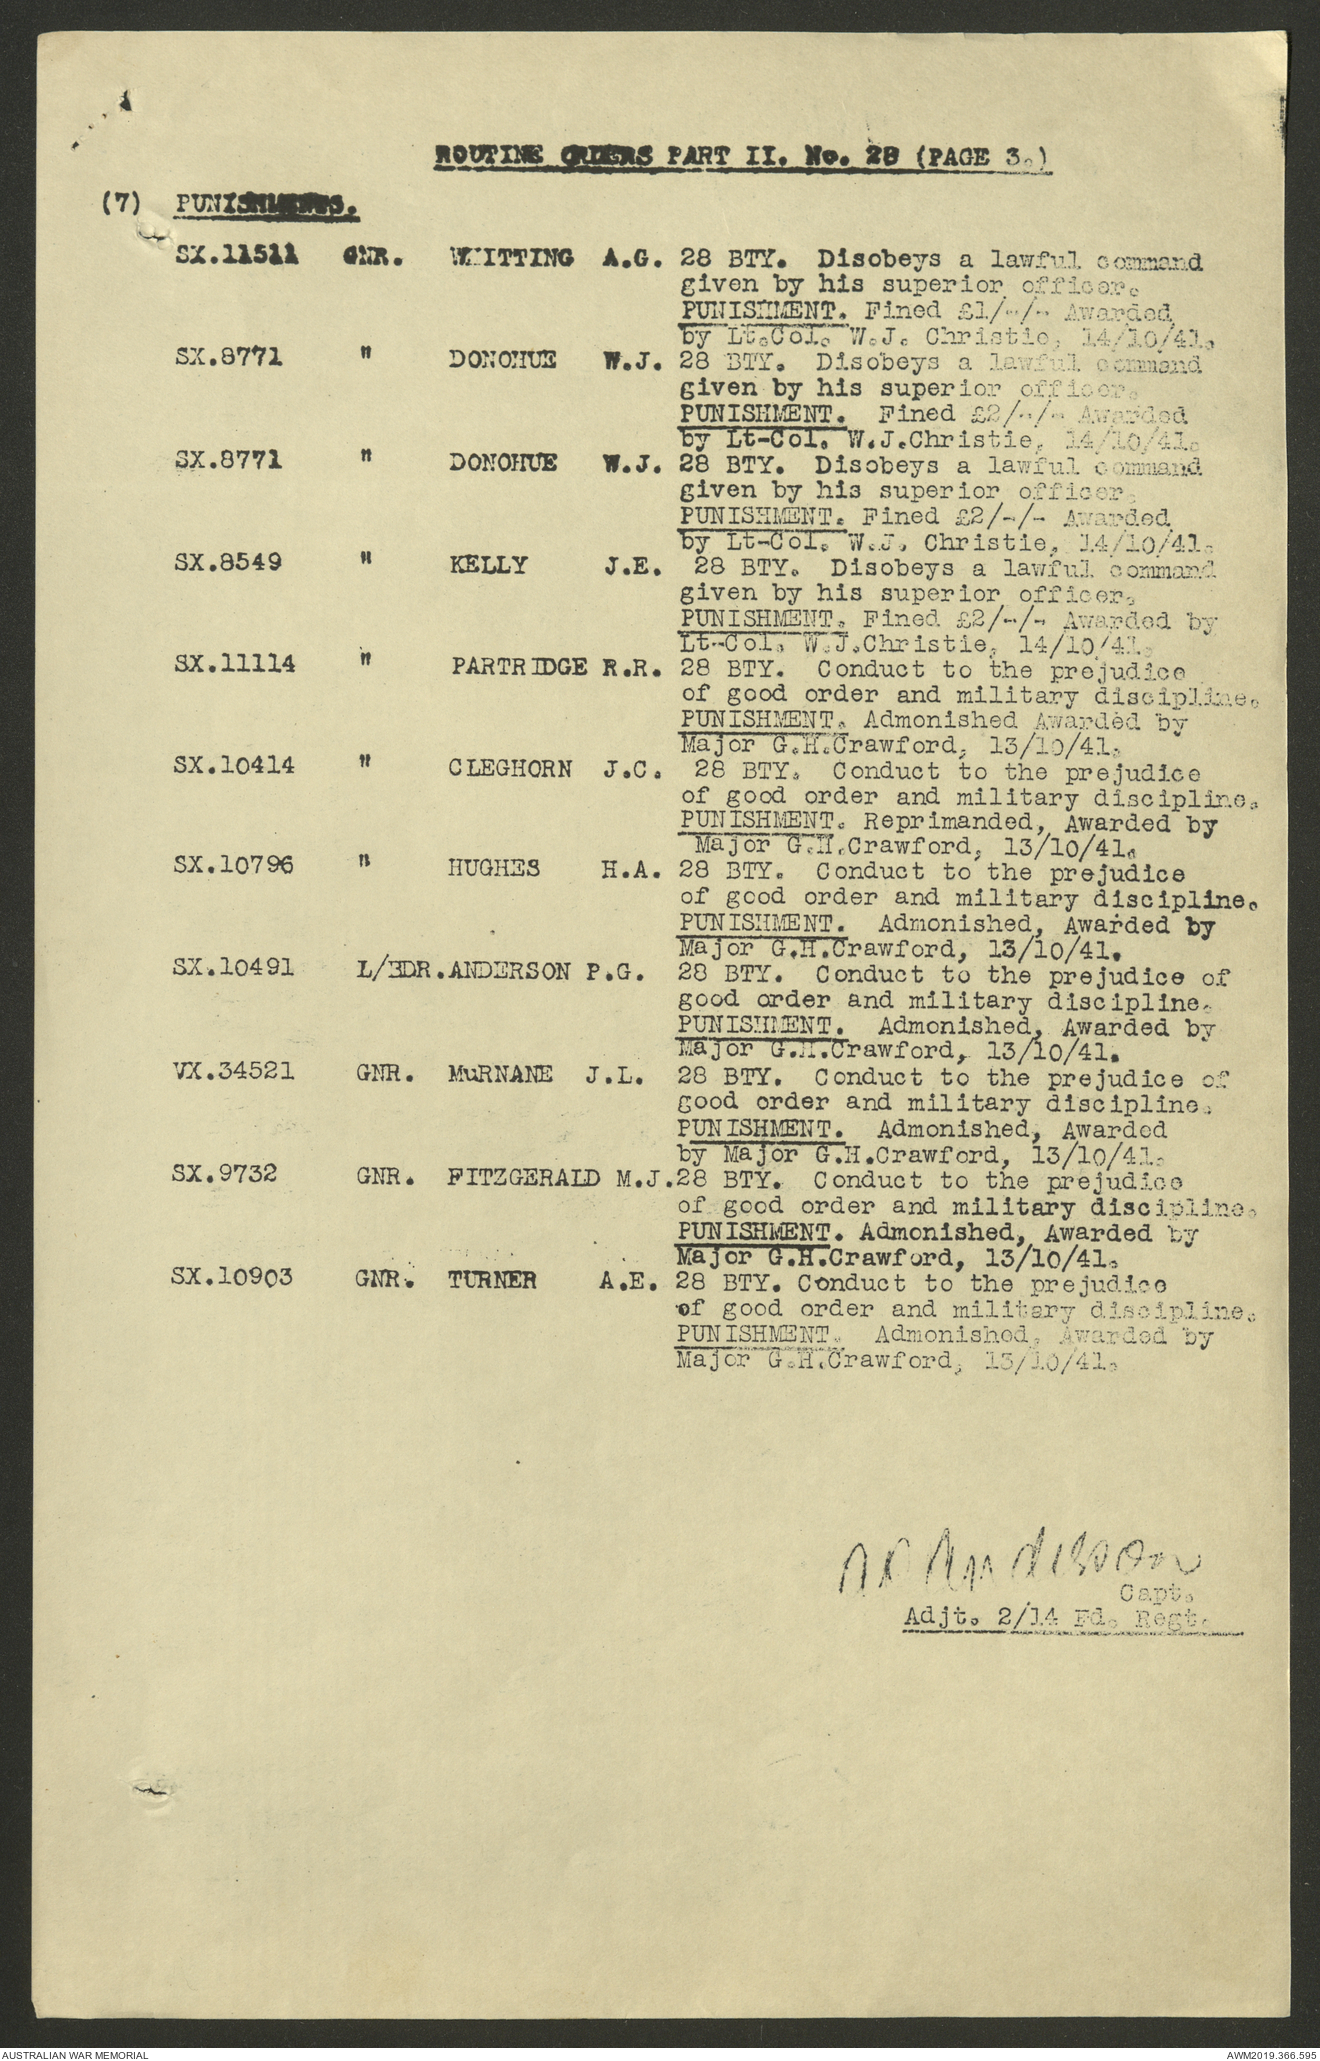 ROUTINE ORDERS PART II. No. 28 (PAGE 3.)
(7) PUNISHMENTS.
SX.11511 GNR. WHITTING A.G. 28 BTY. Disobeys a lawful command
given by his superior officer.
PUNISHMENT. Fined £1/-/- Awarded
by Lt.Col. W.J. Christie, 14/10/41.
SX.8771 " DONOHUE W.J. 28 BTY. Disobeys a lawful command
given by his superior officer.
PUNISHMENT. Fined £2/-/- Awarded
by Lt-Col. W.J.Christie, 14/10/41.
SX.8771 " DONOHUE W.J. 28 BTY. Disobeys a lawful command
given by his superior officer.
PUNISHMENT. Fined £2/-/- Awarded
by Lt-Col. W.J. Christie, 14/10/41.
SX.8549 " KELLY J.E. 28 BTY. Disobeys a lawful command
given by his superior officer.
PUNISHMENT. Fined £2/-/- Awarded by
Lt-Col. W.J.Christie, 14/10/41.
SX.11114 " PARTRIDGE R.R. 28 BTY. Conduct to the prejudice
of good order and military discipline.
PUNISHMENT. Admonished Awarded by
Major G.H.Crawford, 13/10/41.
SX.10414 " CLEGHORN J.C. 28 BTY. Conduct to the prejudice
of good order and military discipline.
PUNISHMENT. Reprimanded, Awarded by
Major G.H.Crawford, 13/10/41.
SX.10796 " HUGHES H.A. 28 BTY. Conduct to the prejudice
of good order and military discipline.
PUNISHMENT. Admonished, Awarded by
Major G.H.Crawford, 13/10/41.
SX.10491 L/BDR.ANDERSON P.G. 28 BTY. Conduct to the prejudice of
good order and military discipline.
PUNISHMENT. Admonished, Awarded by
Major G.H.Crawford, 13/10/41.
VX.34521 GNR. MuRNANE J.L. 28 BTY. Conduct to the prejudice of
good order and military discipline.
PUNISHMENT. Admonished, Awarded
by Major G.H.Crawford, 13/10/41.
SX.9732 GNR. FITZGERALD M.J.28 BTY. Conduct to the prejudice
of good order and military discipline.
PUNISHMENT. Admonished, Awarded by
Major G.H.Crawford, 13/10/41.
SX.10903 GNR. TURNER A.E. 28 BTY. Conduct to the prejudice
of good order and military discipline.
PUNISHMENT. Admonished, Awarded by
Major G.H.Crawford, 13/10/41.
Anderson
Capt.
Adjt. 2/14 Fd. Regt.
AUSTRALIAN WAR MEMORIAL AWM2019.366.595